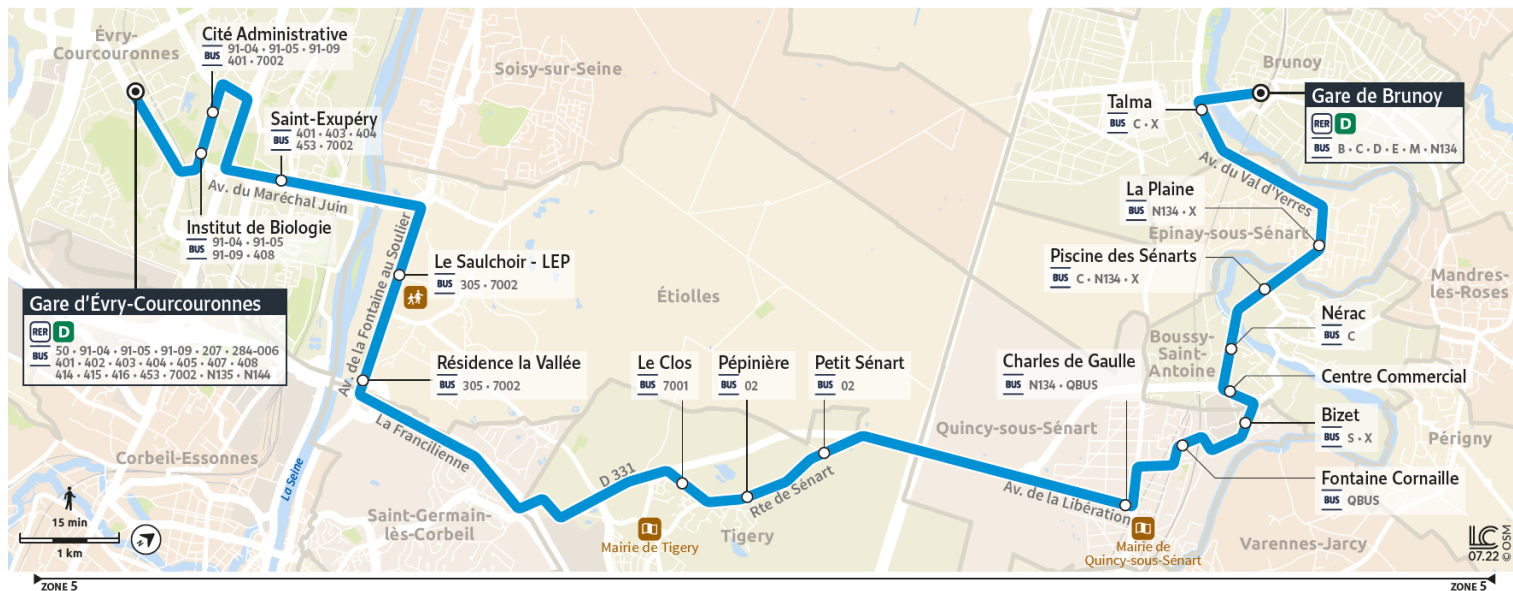 Évry-
Courcouronnes
Cité Administrative
BUS 91-04 • 91-05 • 91-09
401 • 7002
Saint-Exupéry
BUS 401 • 403 • 404
453 • 7002
Av. du Maréchal Juin
Institut de Biologie
BUS 91-04 • 91-05
91-09 • 408
Gare d'Évry-Courcouronnes
RER D
BUS 50 • 91-04 • 91-05 • 91-09 • 207 • 284-006
401 • 402 • 403 • 404 • 405 • 407 • 408
414 • 415 • 416 • 453 • 7002 • N135 • N144
Soisy-sur-Seine
Av. de la Fontaine au Soulier
Le Saulchoir - LEP
BUS 305 • 7002
Résidence la Vallée
BUS 305 • 7002
La Francilienne
Corbeil-Essonnes
La Seine
15 min
1 km
Saint-Germain-
lès-Corbeil
Étiolles
D 331
Le Clos
BUS 7001
Pépinière
BUS 02
Petit Sénart
BUS 02
Rte de Sénart
Mairie de Tigery
Tigery
Quincy-sous-Sénart
Charles de Gaulle
BUS N134 • QBUS
Av. de la Libération
Mairie de
Quincy-sous-Sénart
Brunoy
Talma
BUS C • X
Gare de Brunoy
RER D
BUS B • C • D • E • M • N134
Av. du Val d'Yerres
La Plaine
BUS N134 • X
Epinay-sous-Sénart
Piscine des Sénarts
BUS C • N134 • X
Mandres-
les-Roses
Nérac
BUS C
Boussy-
Saint-
Antoine
Centre Commercial
Bizet
BUS S • X
Périgny
Fontaine Cornaille
BUS QBUS
Varennes-Jarcy
LC
07.22
© OSM
ZONE 5
ZONE 5